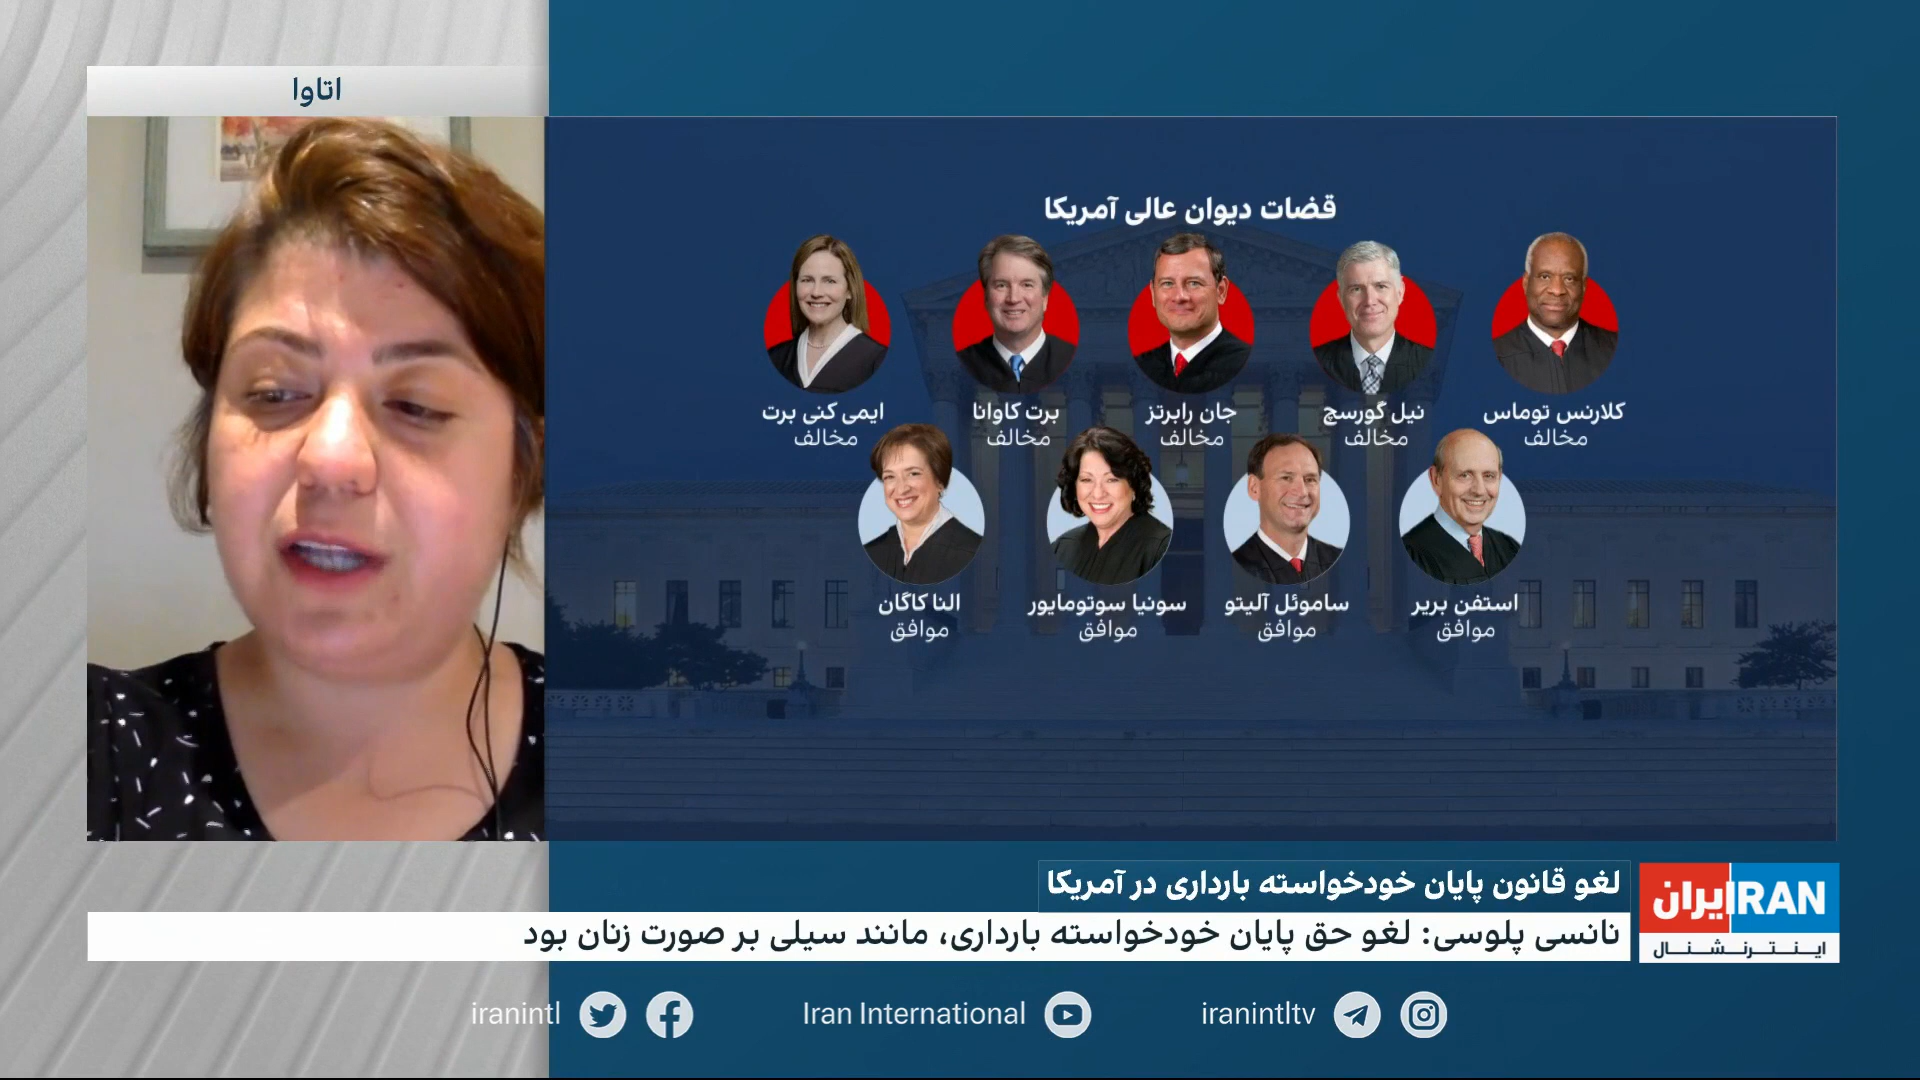 اتاوا
قضات دیوان عالی آمریکا
کلارنس توماس
مخالف
نیل گورسچ
مخالف
جان رابرتز
مخالف
برت کاوانا
مخالف
ایمی کنی برت
مخالف
استفن بریر
موافق
ساموئل آلیتو
موافق
سونیا سوتومایور
موافق
النا کاگان
موافق
لغو قانون پایان خودخواسته بارداری در آمریکا
نانسی پلوسی: لغو حق پایان خودخواسته بارداری، مانند سیلی بر صورت زنان بود
ایران IRAN
اینترنشنال
iranintl
Iran International
iranintltv